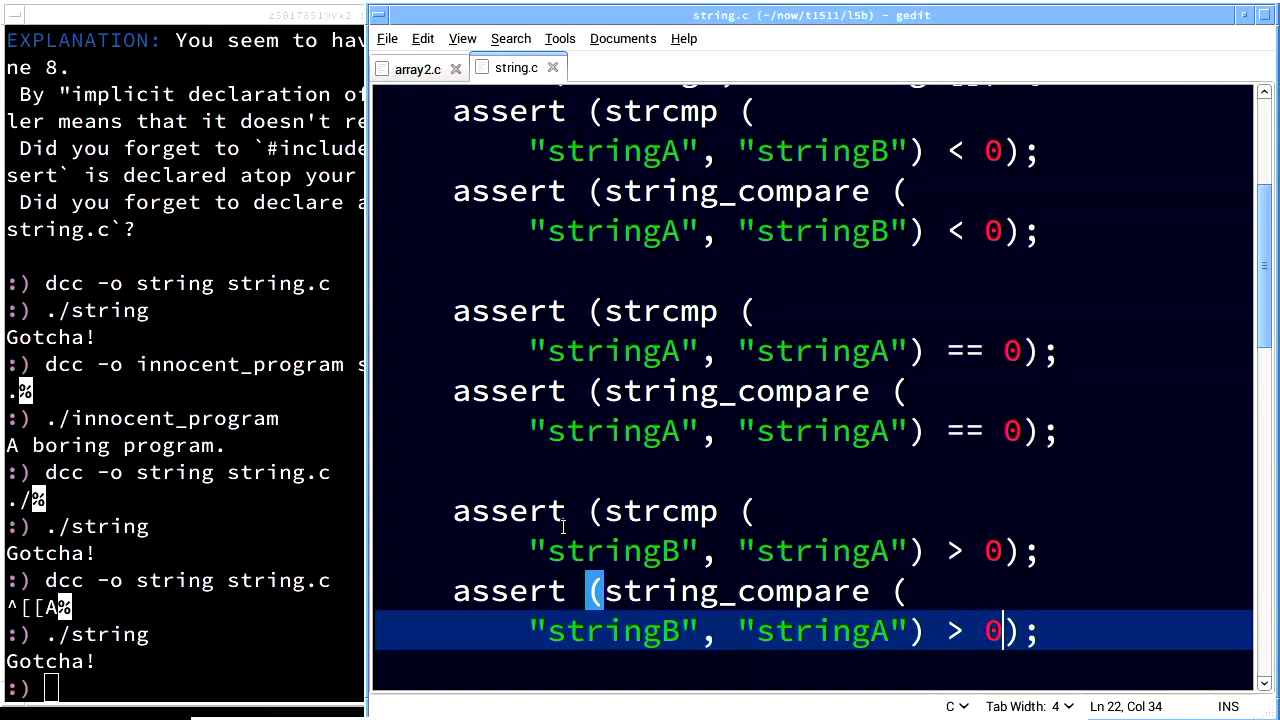 z5017851@vx2
EXPLANATION: You seem to hav
ne 8.
By "implicit declaration of
ler means that it doesn't re
Did you forget to `#include
sert` is declared atop your
Did you forget to declare a
string.c`?
:) dcc -o string string.c
:) ./string
Gotcha!
:) dcc -o innocent_program s
.%
:) ./innocent_program
A boring program.
:) dcc -o string string.c
./%
:) ./string
Gotcha!
:) dcc -o string string.c
^[[A%
:) ./string
Gotcha!
:)
string.c (~/now/t1511/l5b) - gedit
File Edit View Search Tools Documents Help
array2.c string.c
assert (strcmp (
"stringA", "stringB") < 0);
assert (string_compare (
"stringA", "stringB") < 0);
assert (strcmp (
"stringA", "stringA") == 0);
assert (string_compare (
"stringA", "stringA") == 0);
assert (strcmp (
"stringB", "stringA") > 0);
assert (string_compare (
"stringB", "stringA") > 0);
C Tab Width: 4 Ln 22, Col 34 INS